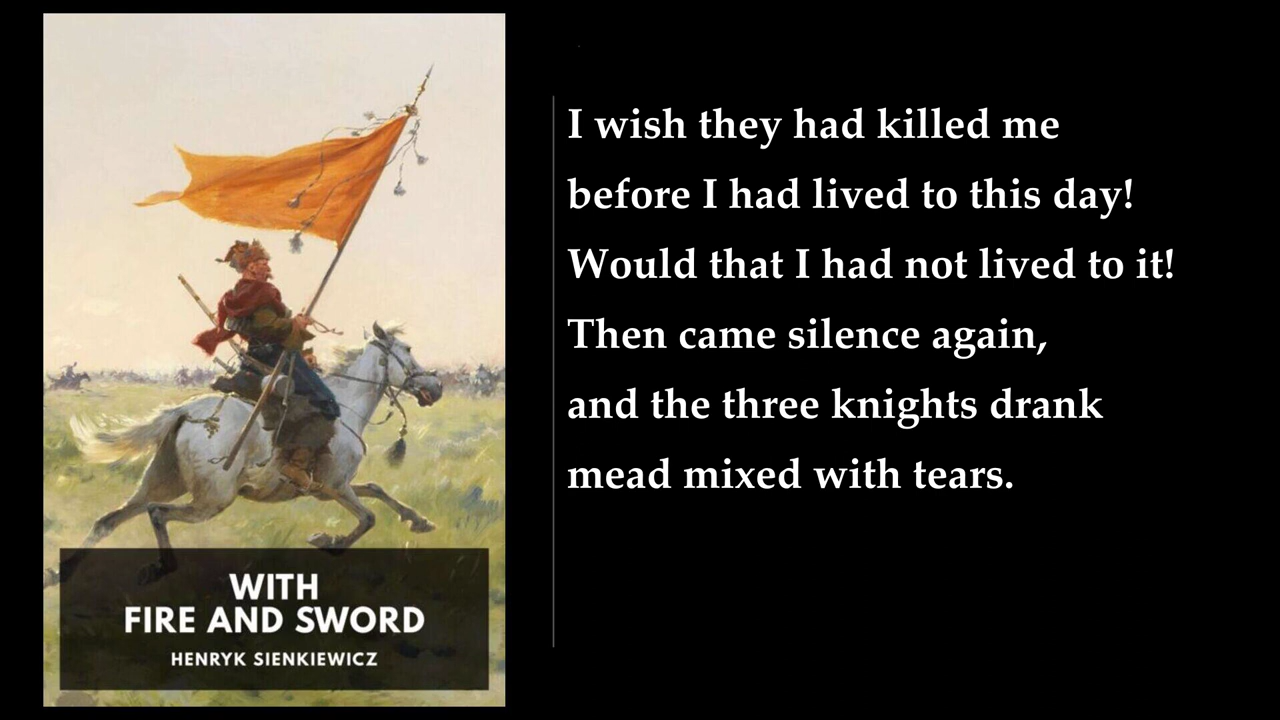 WITH
FIRE AND SWORD
HENRYK SIENKIEWICZ
I wish they had killed me
before I had lived to this day!
Would that I had not lived to it!
Then came silence again,
and the three knights drank
mead mixed with tears.